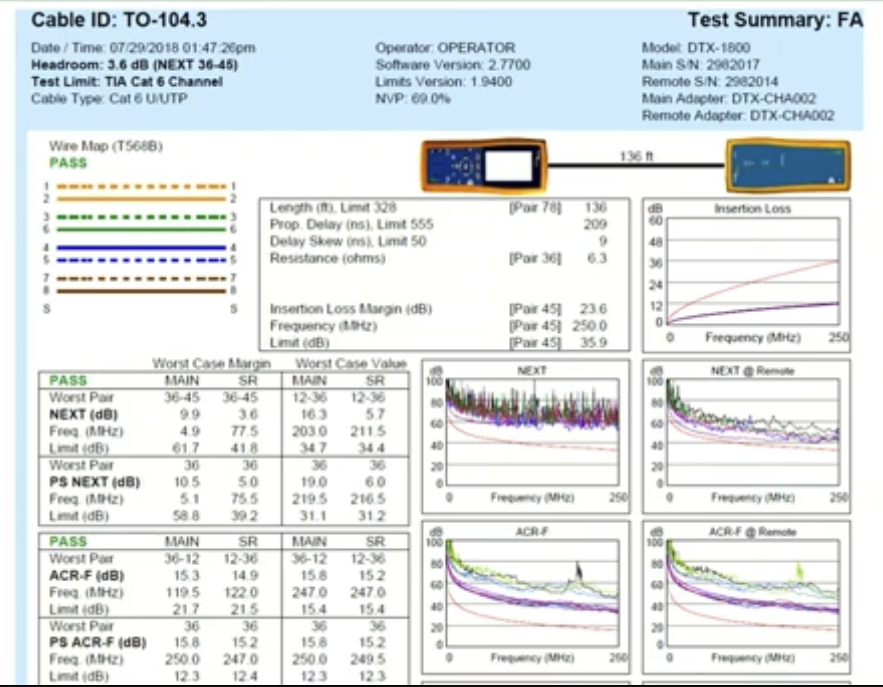 Cable ID: TO-104.3
Test Summary: FA
Date / Time: 07/29/2018 01:47:26pm
Headroom: 3.6 dB (NEXT 36-45)
Test Limit: TIA Cat 6 Channel
Cable Type: Cat 6 U/UTP
Operator: OPERATOR
Software Version: 2.7700
Limits Version: 1.9400
NVP: 69.0%
Model: DTX-1800
Main S/N: 2982017
Remote S/N: 2982014
Main Adapter: DTX-CHA002
Remote Adapter: DTX-CHA002
Wire Map (T568B)
PASS
1 1
2 2
3 3
6 6
4 4
5 5
7 7
8 8
S S
136 ft
Length (ft), Limit 328 [Pair 78] 136
Prop. Delay (ns), Limit 555 209
Delay Skew (ns), Limit 50 9
Resistance (ohms) [Pair 36] 6.3
Insertion Loss Margin (dB) [Pair 45] 23.6
Frequency (MHz) [Pair 45] 250.0
Limit (dB) [Pair 45] 35.9
dB Insertion Loss
60
48
36
24
12
0
0 Frequency (MHz) 250
Worst Case Margin Worst Case Value
PASS MAIN SR MAIN SR
Worst Pair 36-45 36-45 12-36 12-36
NEXT (dB) 9.9 3.6 16.3 5.7
Freq. (MHz) 4.9 77.5 203.0 211.5
Limit (dB) 61.7 41.8 34.7 34.4
Worst Pair 36 36 36 36
PS NEXT (dB) 10.5 5.0 19.0 6.0
Freq. (MHz) 5.1 75.5 219.5 216.5
Limit (dB) 58.8 39.2 31.1 31.2
dB NEXT
100
80
60
40
20
0
0 Frequency (MHz) 250
dB NEXT @ Remote
100
80
60
40
20
0
0 Frequency (MHz) 250
PASS MAIN SR MAIN SR
Worst Pair 36-12 12-36 36-12 12-36
ACR-F (dB) 15.3 14.9 15.8 15.2
Freq. (MHz) 119.5 122.0 247.0 247.0
Limit (dB) 21.7 21.5 15.4 15.4
Worst Pair 36 36 36 36
PS ACR-F (dB) 15.8 15.2 15.8 15.2
Freq. (MHz) 250.0 247.0 250.0 249.5
Limit (dB) 12.3 12.4 12.3 12.3
dB ACR-F
100
80
60
40
20
0
0 Frequency (MHz) 250
dB ACR-F @ Remote
100
80
60
40
20
0
0 Frequency (MHz) 250